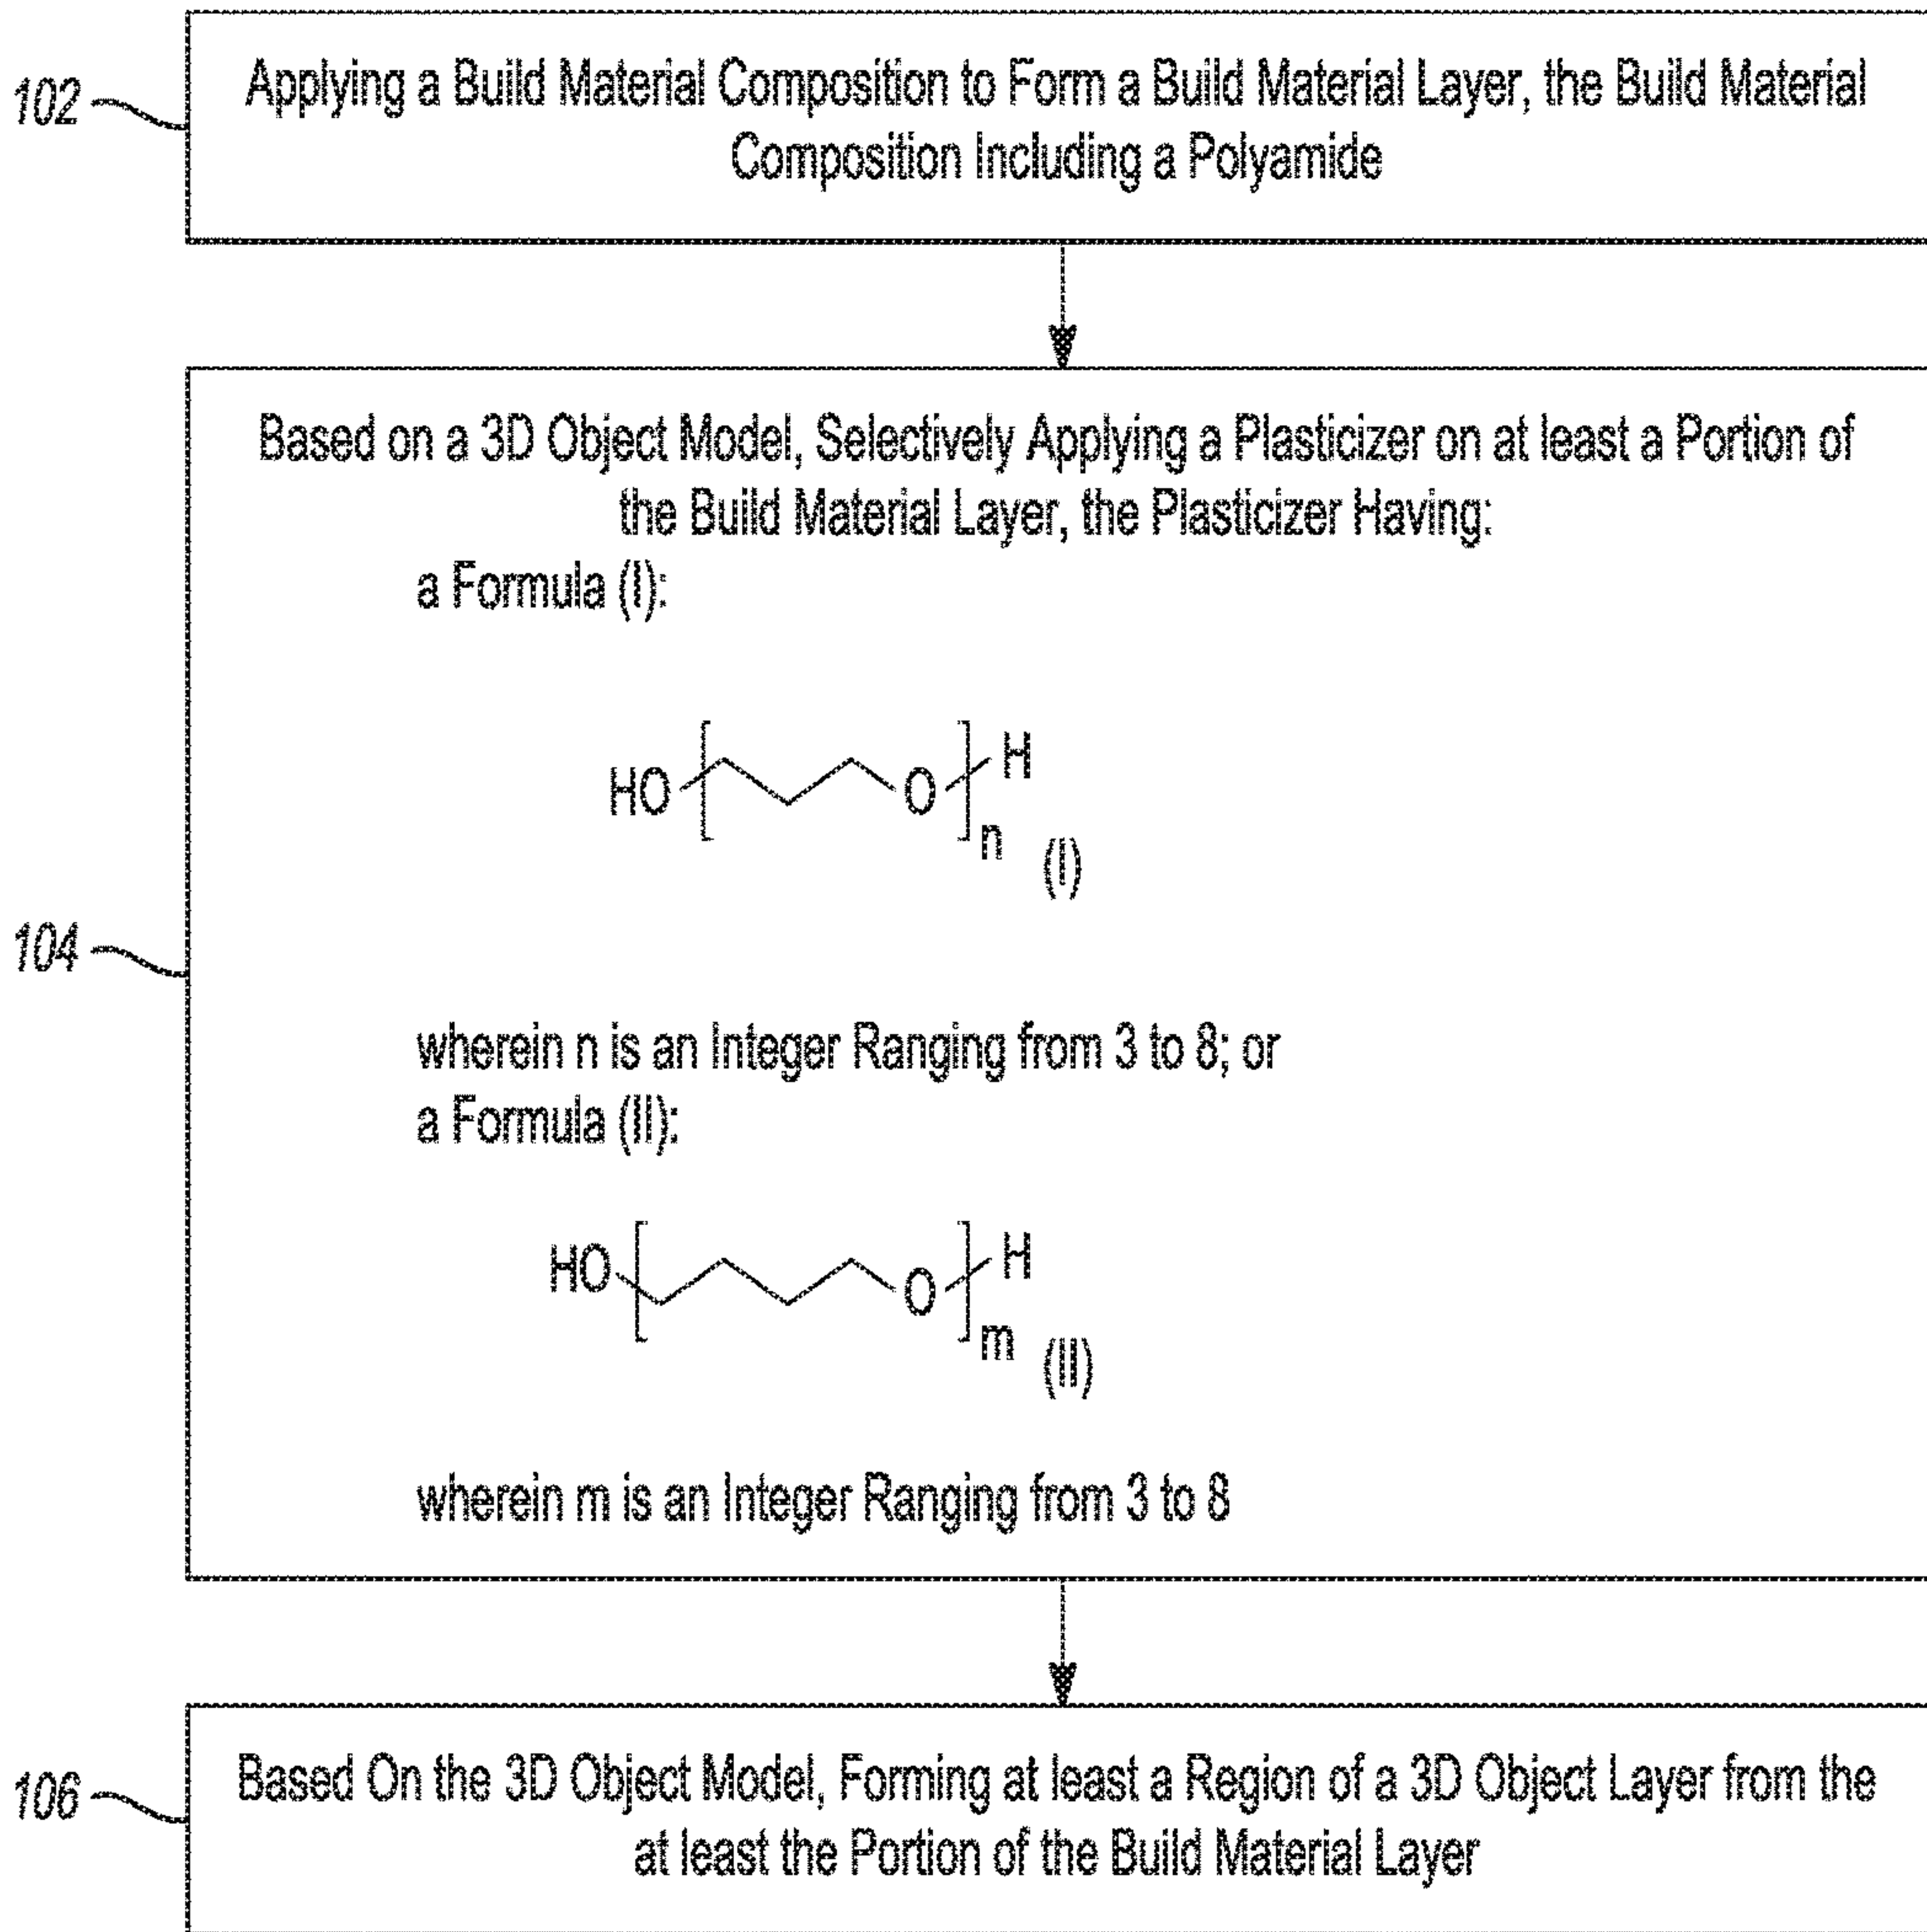 102
Applying a Build Material Composition to Form a Build Material Layer, the Build Material
Composition Including a Polyamide
104
Based on a 3D Object Model, Selectively Applying a Plasticizer on at least a Portion of
the Build Material Layer, the Plasticizer Having:
a Formula (I):
HO O H
n (I)
wherein n is an Integer Ranging from 3 to 8; or
a Formula (II):
HO O H
m (II)
wherein m is an Integer Ranging from 3 to 8
106
Based On the 3D Object Model, Forming at least a Region of a 3D Object Layer from the
at least the Portion of the Build Material Layer